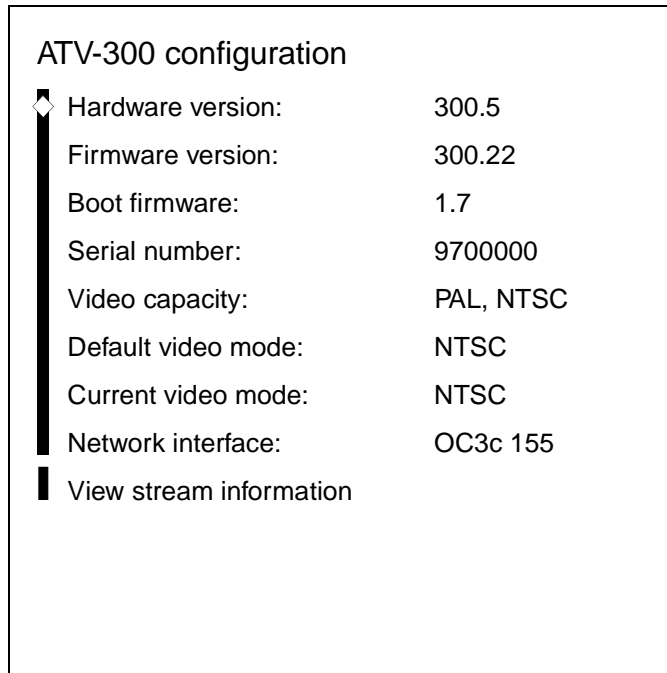 ATV-300 configuration
Hardware version: 300.5
Firmware version: 300.22
Boot firmware: 1.7
Serial number: 9700000
Video capacity: PAL, NTSC
Default video mode: NTSC
Current video mode: NTSC
Network interface: OC3c 155
View stream information